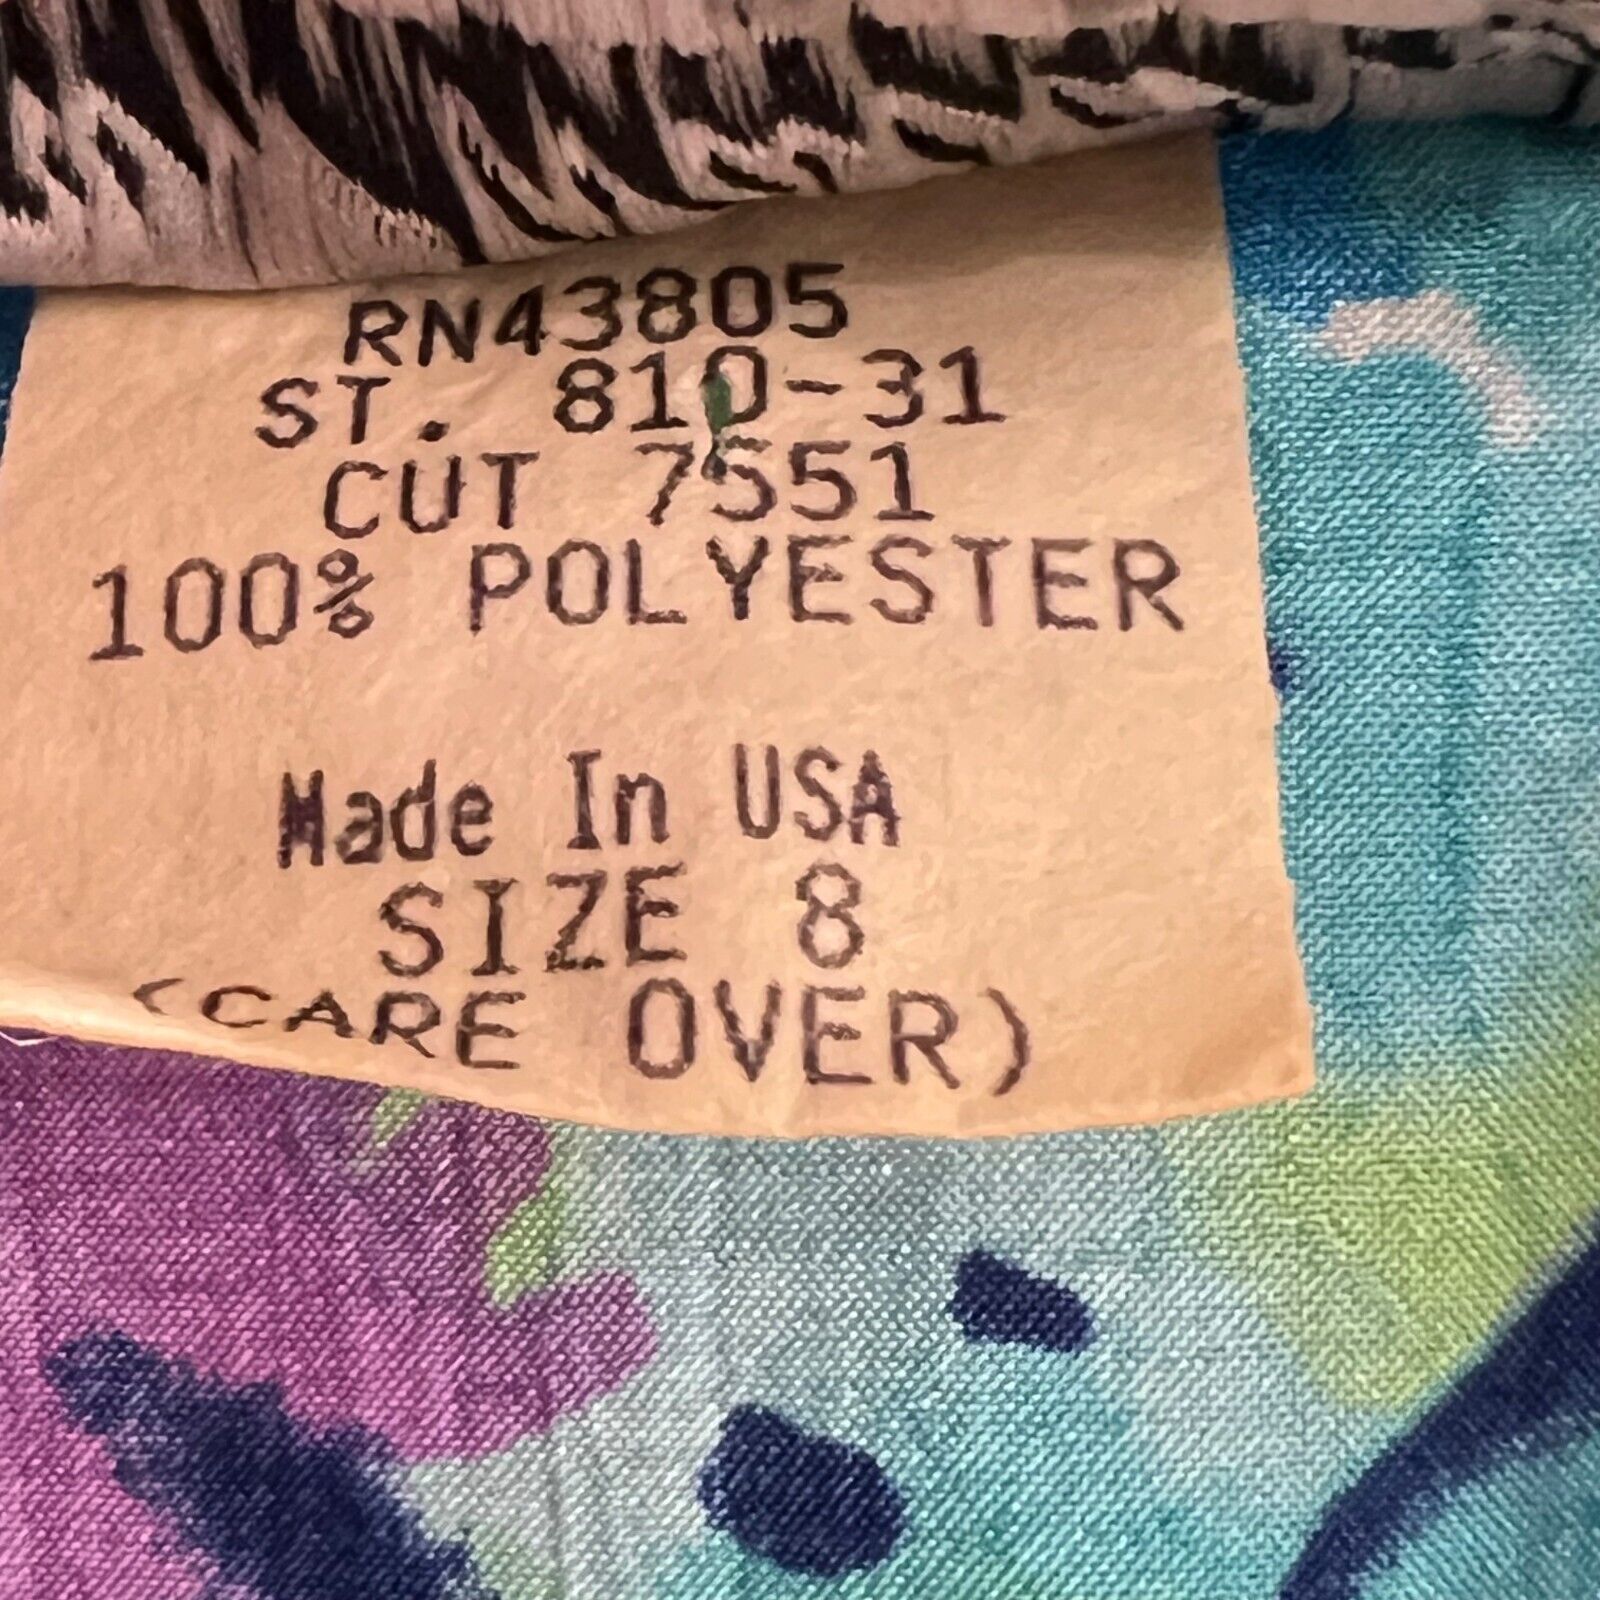 RN43805
ST. 810-31
CUT 7551
100% POLYESTER
Made In USA
SIZE 8
(CARE OVER)